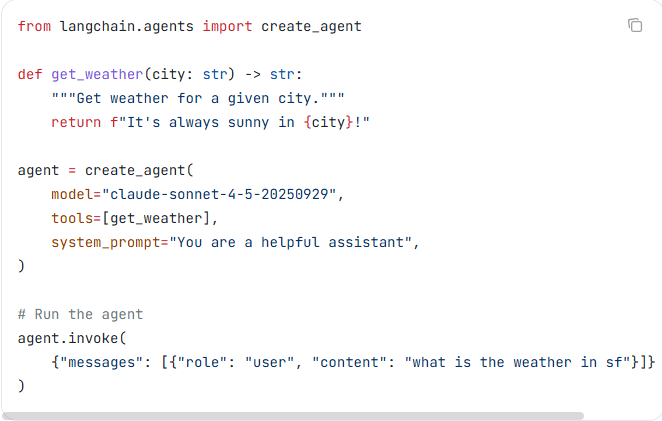 from langchain.agents import create_agent

def get_weather(city: str) -> str:
    """Get weather for a given city."""
    return f"It's always sunny in {city}!"

agent = create_agent(
    model="claude-sonnet-4-5-20250929",
    tools=[get_weather],
    system_prompt="You are a helpful assistant",
)

# Run the agent
agent.invoke(
    {"messages": [{"role": "user", "content": "what is the weather in sf"}]}
)